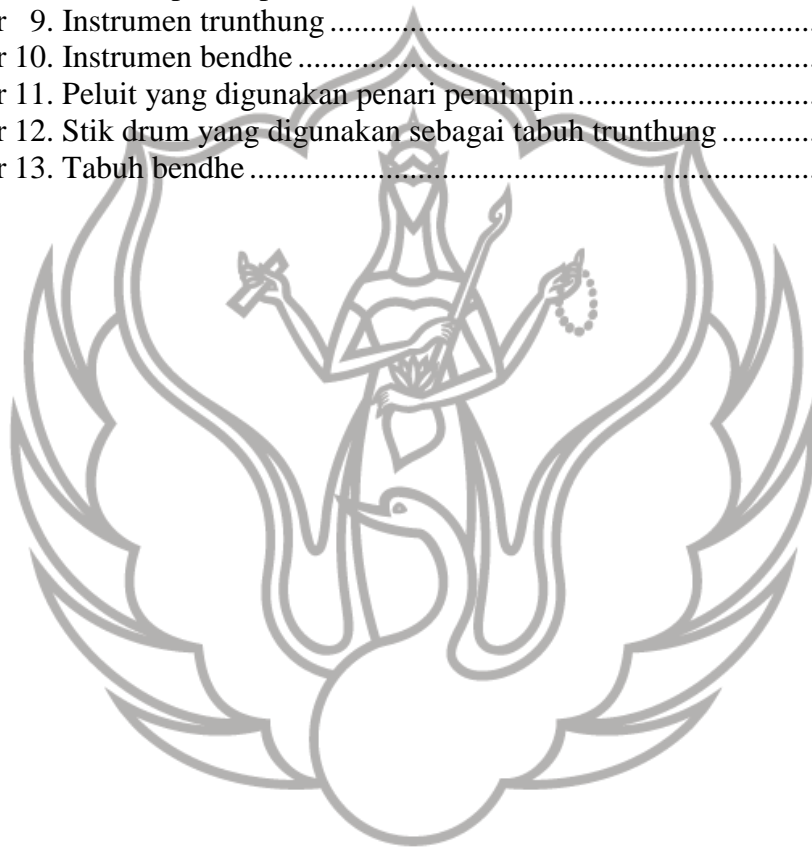 r 9. Instrumen trunthung ........................................................
r 10. Instrumen bendhe ............................................................
r 11. Peluit yang digunakan penari pemimpin ..........................
r 12. Stik drum yang digunakan sebagai tabuh trunthung ..........
r 13. Tabuh bendhe ..................................................................